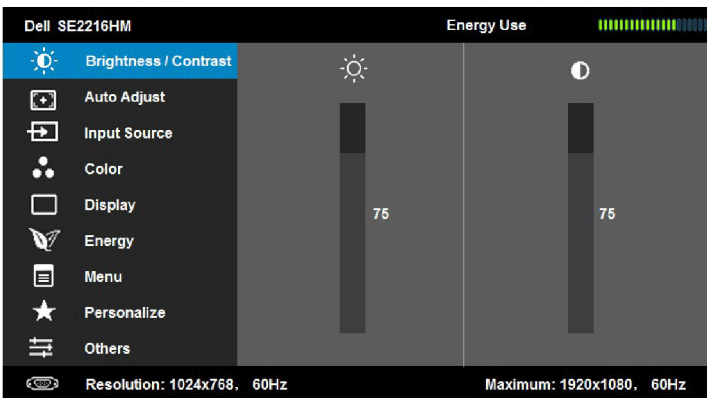 Dell SE2216HM Energy Use
Brightness / Contrast
Auto Adjust
Input Source
Color
Display
75 75
Energy
Menu
Personalize
Others
Resolution: 1024x768, 60Hz Maximum: 1920x1080, 60Hz